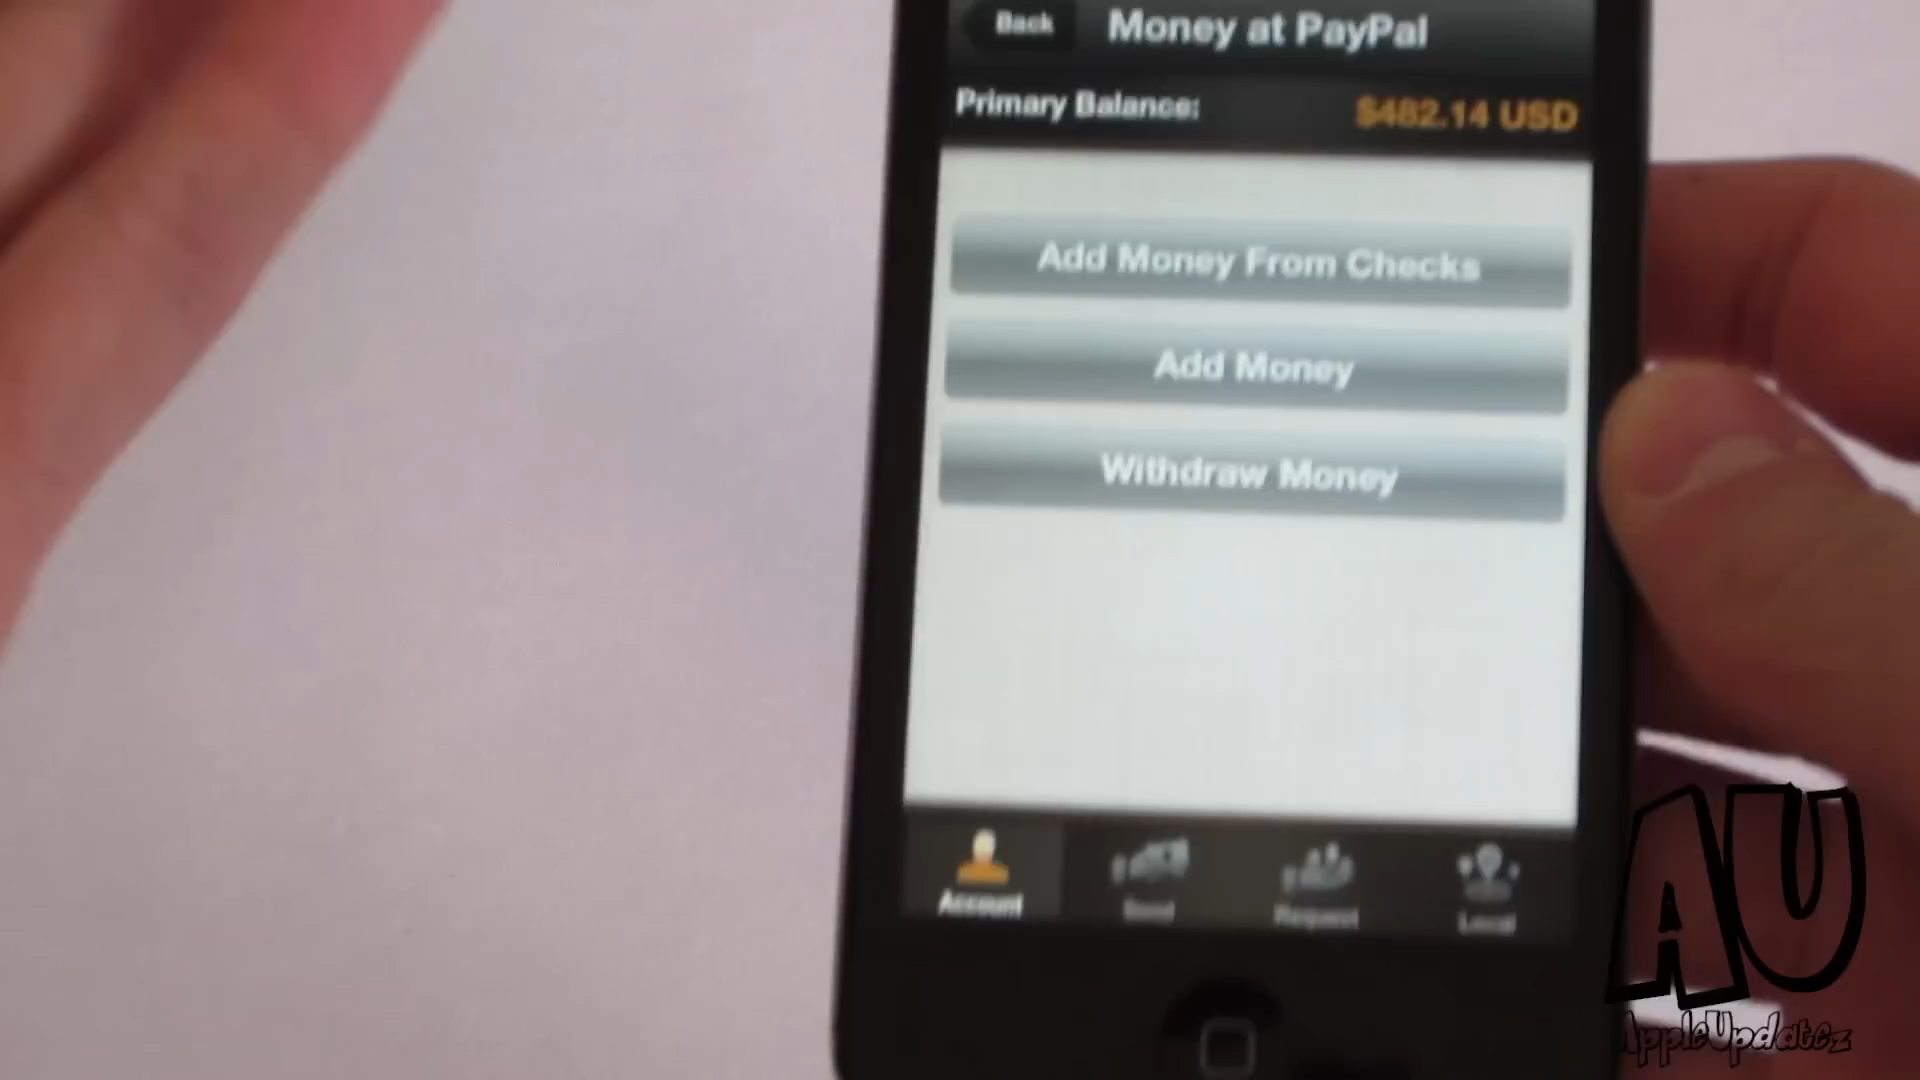 Back
Money at PayPal
Primary Balance: $482.14 USD
Add Money From Checks
Add Money
Withdraw Money
Account Send Request Local
AU
AppleUpdatez